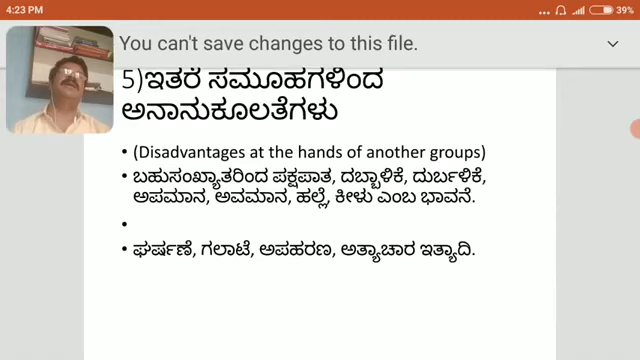 4:23 PM
39%
You can't save changes to this file.
5)ಇತರೆ ಸಮೂಹಗಳಿಂದ
ಅನಾನುಕೂಲತೆಗಳು
• (Disadvantages at the hands of another groups)
• ಬಹುಸಂಖ್ಯಾತರಿಂದ ಪಕ್ಷಪಾತ, ದಬ್ಬಾಳಿಕೆ, ದುರ್ಬಳಿಕೆ,
ಅಪಮಾನ, ಅವಮಾನ, ಹಲ್ಲೆ, ಕೀಳು ಎಂಬ ಭಾವನೆ.
•
• ಘರ್ಷಣೆ, ಗಲಾಟೆ, ಅಪಹರಣ, ಅತ್ಯಾಚಾರ ಇತ್ಯಾದಿ.